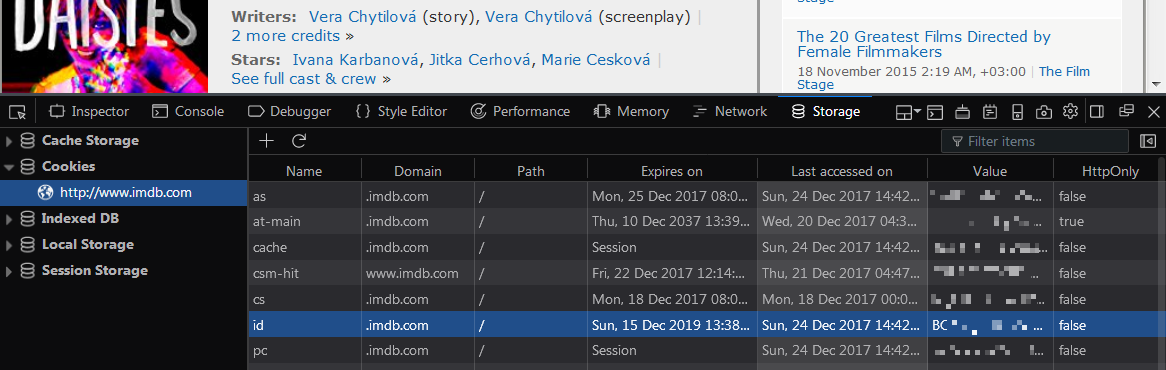 DAISIES
Writers: Vera Chytilová (story), Vera Chytilová (screenplay) |
2 more credits »
Stars: Ivana Karbanová, Jitka Cerhová, Marie Cesková |
See full cast & crew »
Stage
The 20 Greatest Films Directed by
Female Filmmakers
18 November 2015 2:19 AM, +03:00 | The Film
Stage
Inspector Console Debugger {} Style Editor Performance Memory Network Storage
Cache Storage
Cookies
http://www.imdb.com
Indexed DB
Local Storage
Session Storage
+ Filter items
Name Domain Path Expires on Last accessed on Value HttpOnly
as .imdb.com / Mon, 25 Dec 2017 08:0... Sun, 24 Dec 2017 14:42... ... false
at-main .imdb.com / Thu, 10 Dec 2037 13:39... Wed, 20 Dec 2017 04:3... ... true
cache .imdb.com / Session Sun, 24 Dec 2017 14:42... ... false
csm-hit www.imdb.com / Fri, 22 Dec 2017 12:14:... Thu, 21 Dec 2017 04:47... ... false
cs .imdb.com / Mon, 18 Dec 2017 08:0... Mon, 18 Dec 2017 00:0... ... false
id .imdb.com / Sun, 15 Dec 2019 13:38... Sun, 24 Dec 2017 14:42... BC ... false
pc .imdb.com / Session Sun, 24 Dec 2017 14:42... ... false